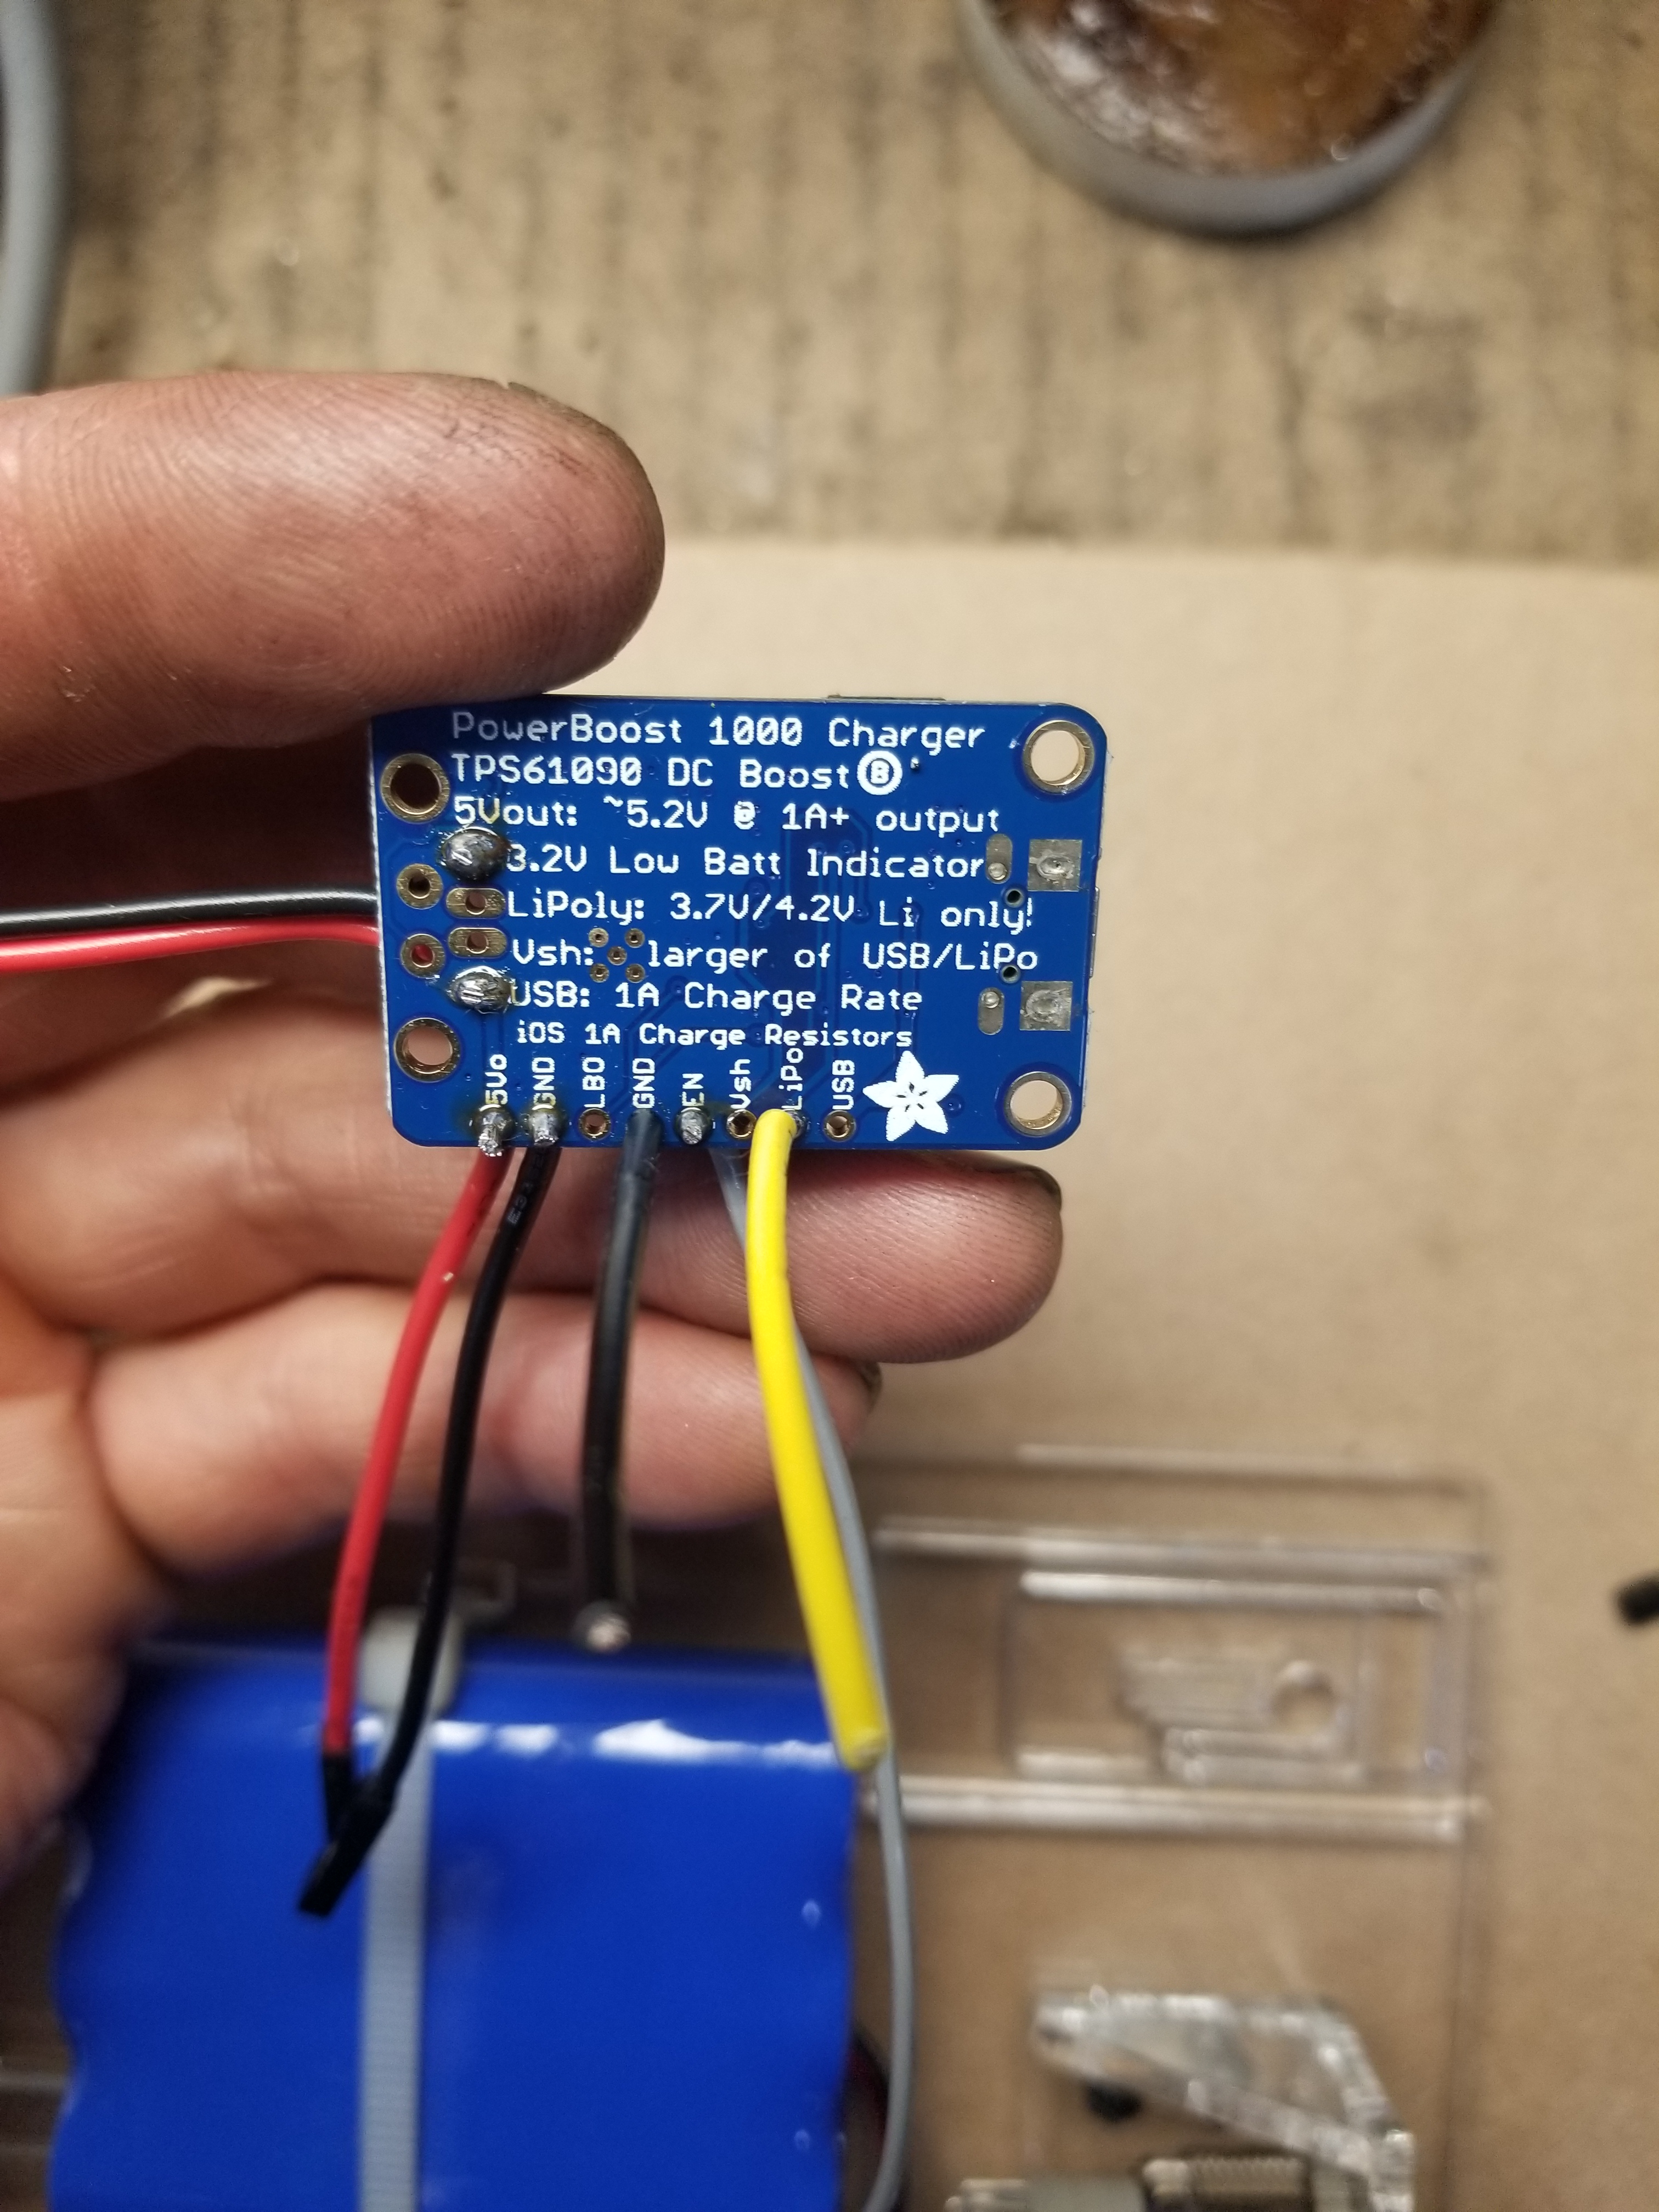 PowerBoost 1000 Charger
TPS61090 DC Boost B
5Vout: ~5.2V @ 1A+ output
3.2V Low Batt Indicator
LiPoly: 3.7V/4.2V Li only!
Vsh: larger of USB/LiPo
USB: 1A Charge Rate
iOS 1A Charge Resistors
5Vo GND LBO GND EN Vsh LiPo USB